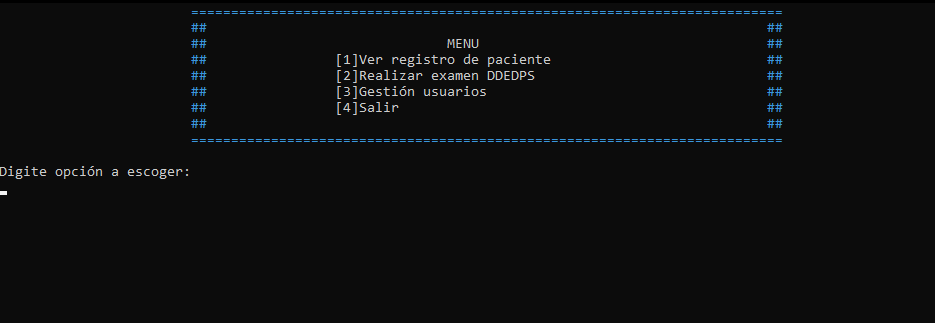 ==========================================================================
## ##
## MENU ##
## [1]Ver registro de paciente ##
## [2]Realizar examen DDEDPS ##
## [3]Gestión usuarios ##
## [4]Salir ##
## ##
==========================================================================
Digite opción a escoger: